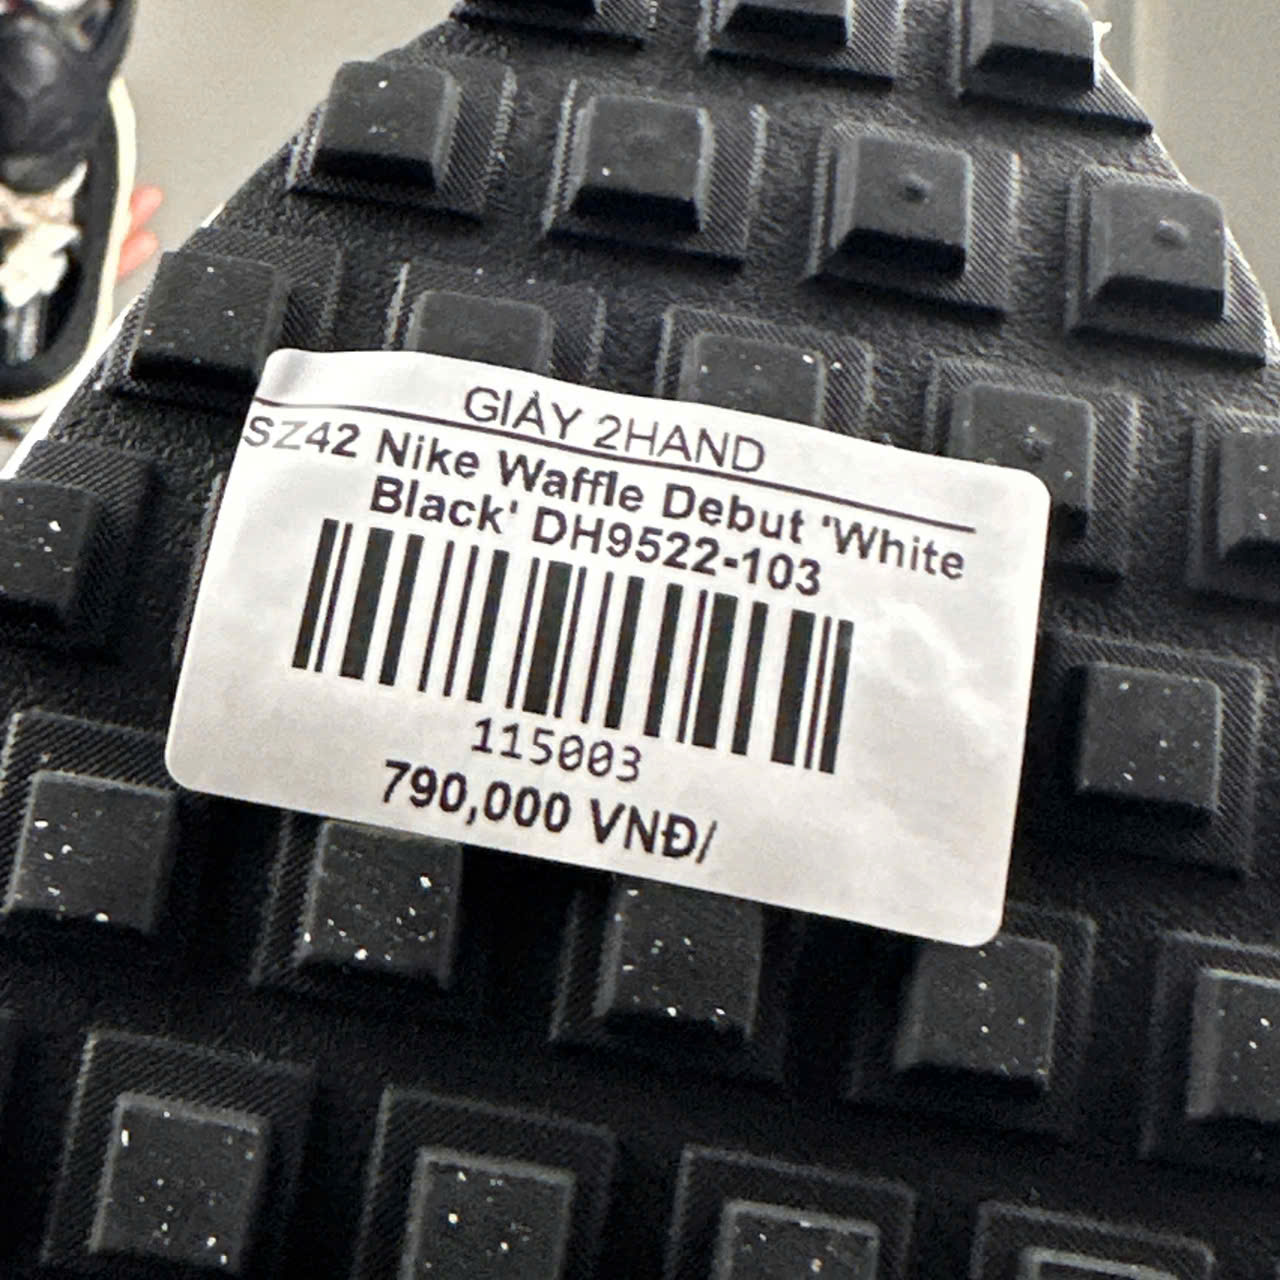 GIÀY 2HAND
SZ42 Nike Waffle Debut 'White
Black' DH9522-103
115003
790,000 VNĐ/